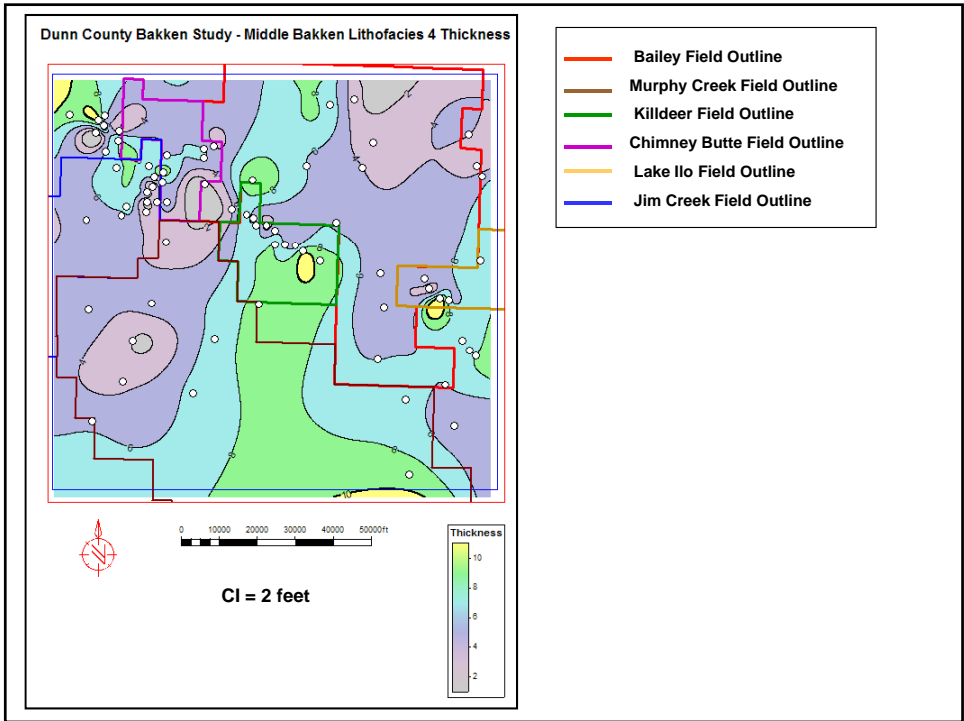 Dunn County Bakken Study - Middle Bakken Lithofacies 4 Thickness
Bailey Field Outline
Murphy Creek Field Outline
Killdeer Field Outline
Chimney Butte Field Outline
Lake Ilo Field Outline
Jim Creek Field Outline
0 10000 20000 30000 40000 50000ft
N
CI = 2 feet
Thickness
10
8
6
4
2